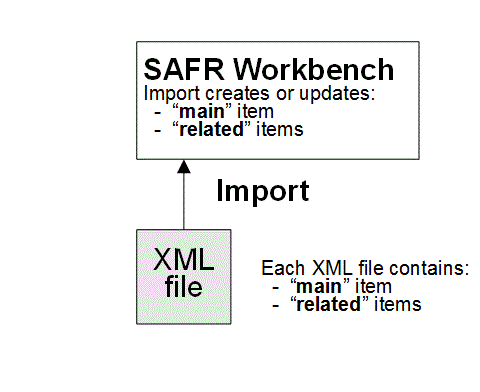 SAFR Workbench
Import creates or updates:
- “main” item
- “related” items
Import
XML
file
Each XML file contains:
- “main” item
- “related” items